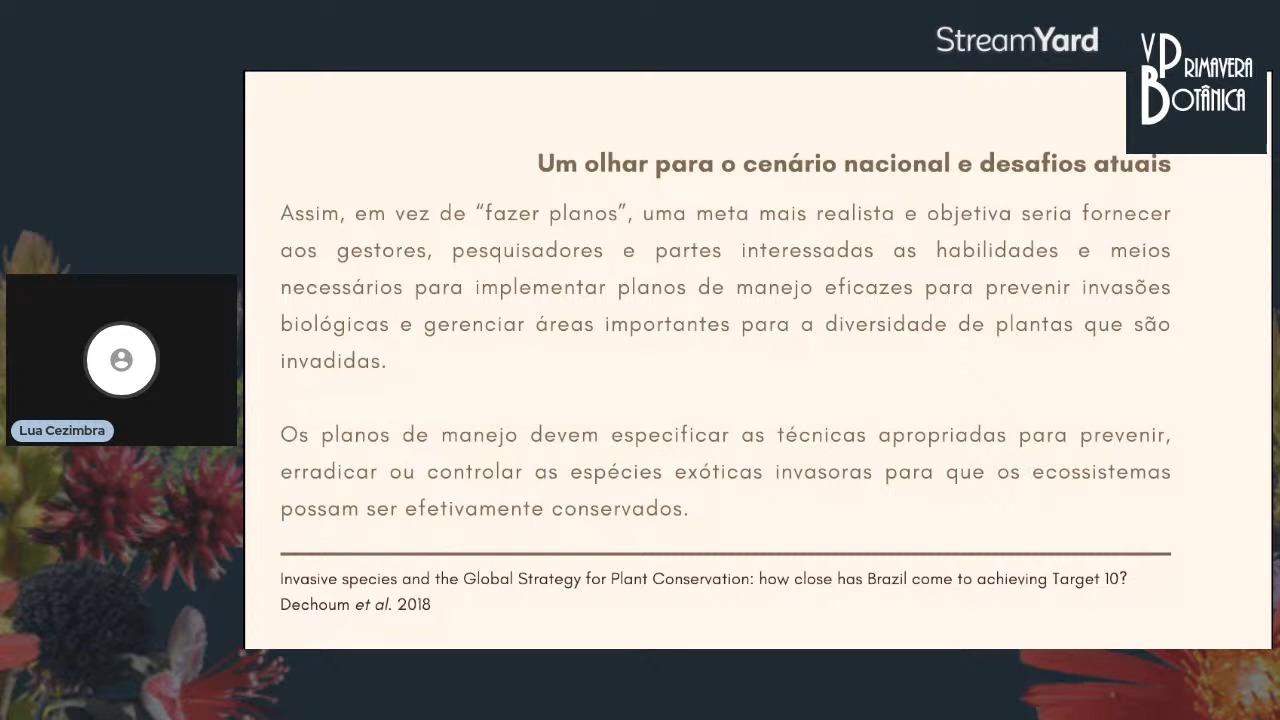 StreamYard
V PRIMAVERA
BOTÂNICA
Um olhar para o cenário nacional e desafios atuais
Assim, em vez de “fazer planos”, uma meta mais realista e objetiva seria fornecer
aos gestores, pesquisadores e partes interessadas as habilidades e meios
necessários para implementar planos de manejo eficazes para prevenir invasões
biológicas e gerenciar áreas importantes para a diversidade de plantas que são
invadidas.
Os planos de manejo devem especificar as técnicas apropriadas para prevenir,
erradicar ou controlar as espécies exóticas invasoras para que os ecossistemas
possam ser efetivamente conservados.
Invasive species and the Global Strategy for Plant Conservation: how close has Brazil come to achieving Target 10?
Dechoum et al. 2018
Lua Cezimbra